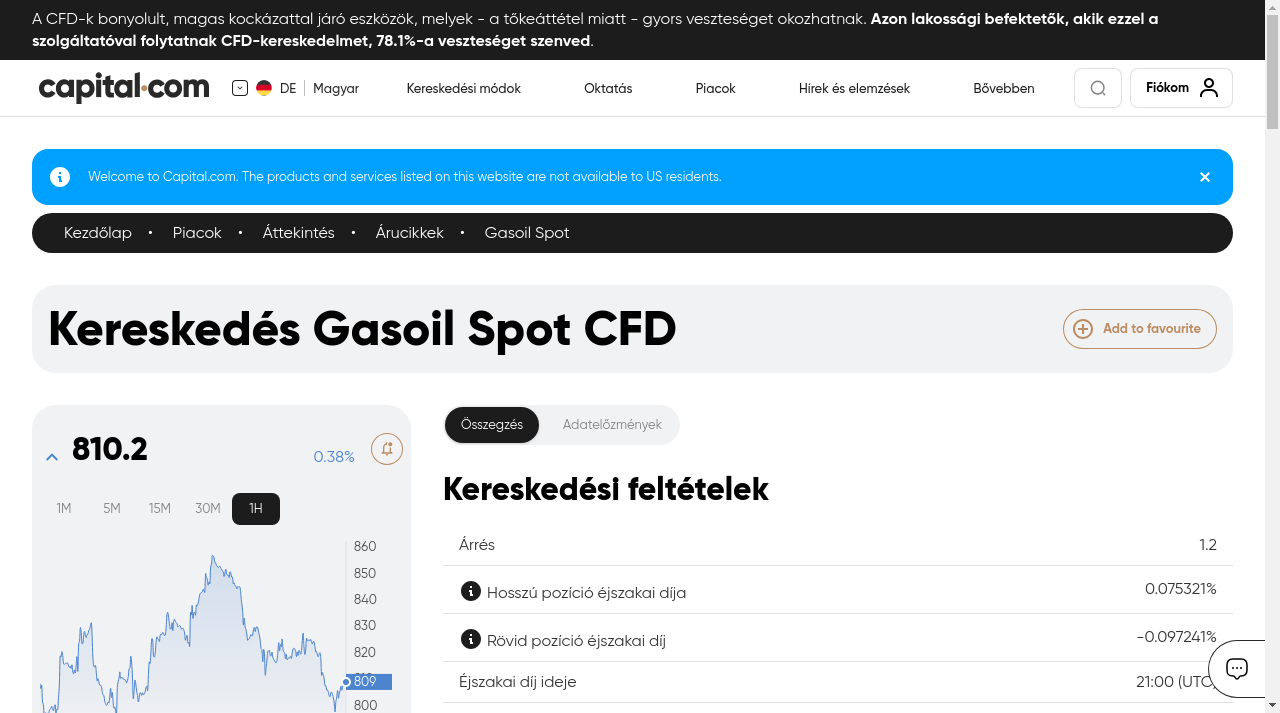 A CFD-k bonyolult, magas kockázattal járó eszközök, melyek - a tőkeáttétel miatt - gyors veszteséget okozhatnak. Azon lakossági befektetők, akik ezzel a
szolgáltatóval folytatnak CFD-kereskedelmet, 78.1%-a veszteséget szenved.
capital.com
DE
Magyar
Kereskedési módok
Oktatás
Piacok
Hírek és elemzések
Bővebben
Fiókom
Welcome to Capital.com. The products and services listed on this website are not available to US residents.
Kezdőlap • Piacok • Áttekintés • Árucikkek • Gasoil Spot
Kereskedés Gasoil Spot CFD
Add to favourite
810.2
0.38%
1M 5M 15M 30M 1H
860
850
840
830
820
809
800
Összegzés
Adatelőzmények
Kereskedési feltételek
Árrés 1.2
Hosszú pozíció éjszakai díja 0.075321%
Rövid pozíció éjszakai díj -0.097241%
Éjszakai díj ideje 21:00 (UTC)